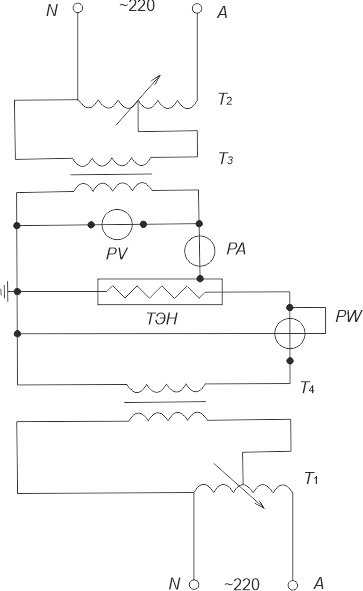 N ~220 A
T2
T3
PV
PA
ТЭН
PW
T4
T1
N ~220 A